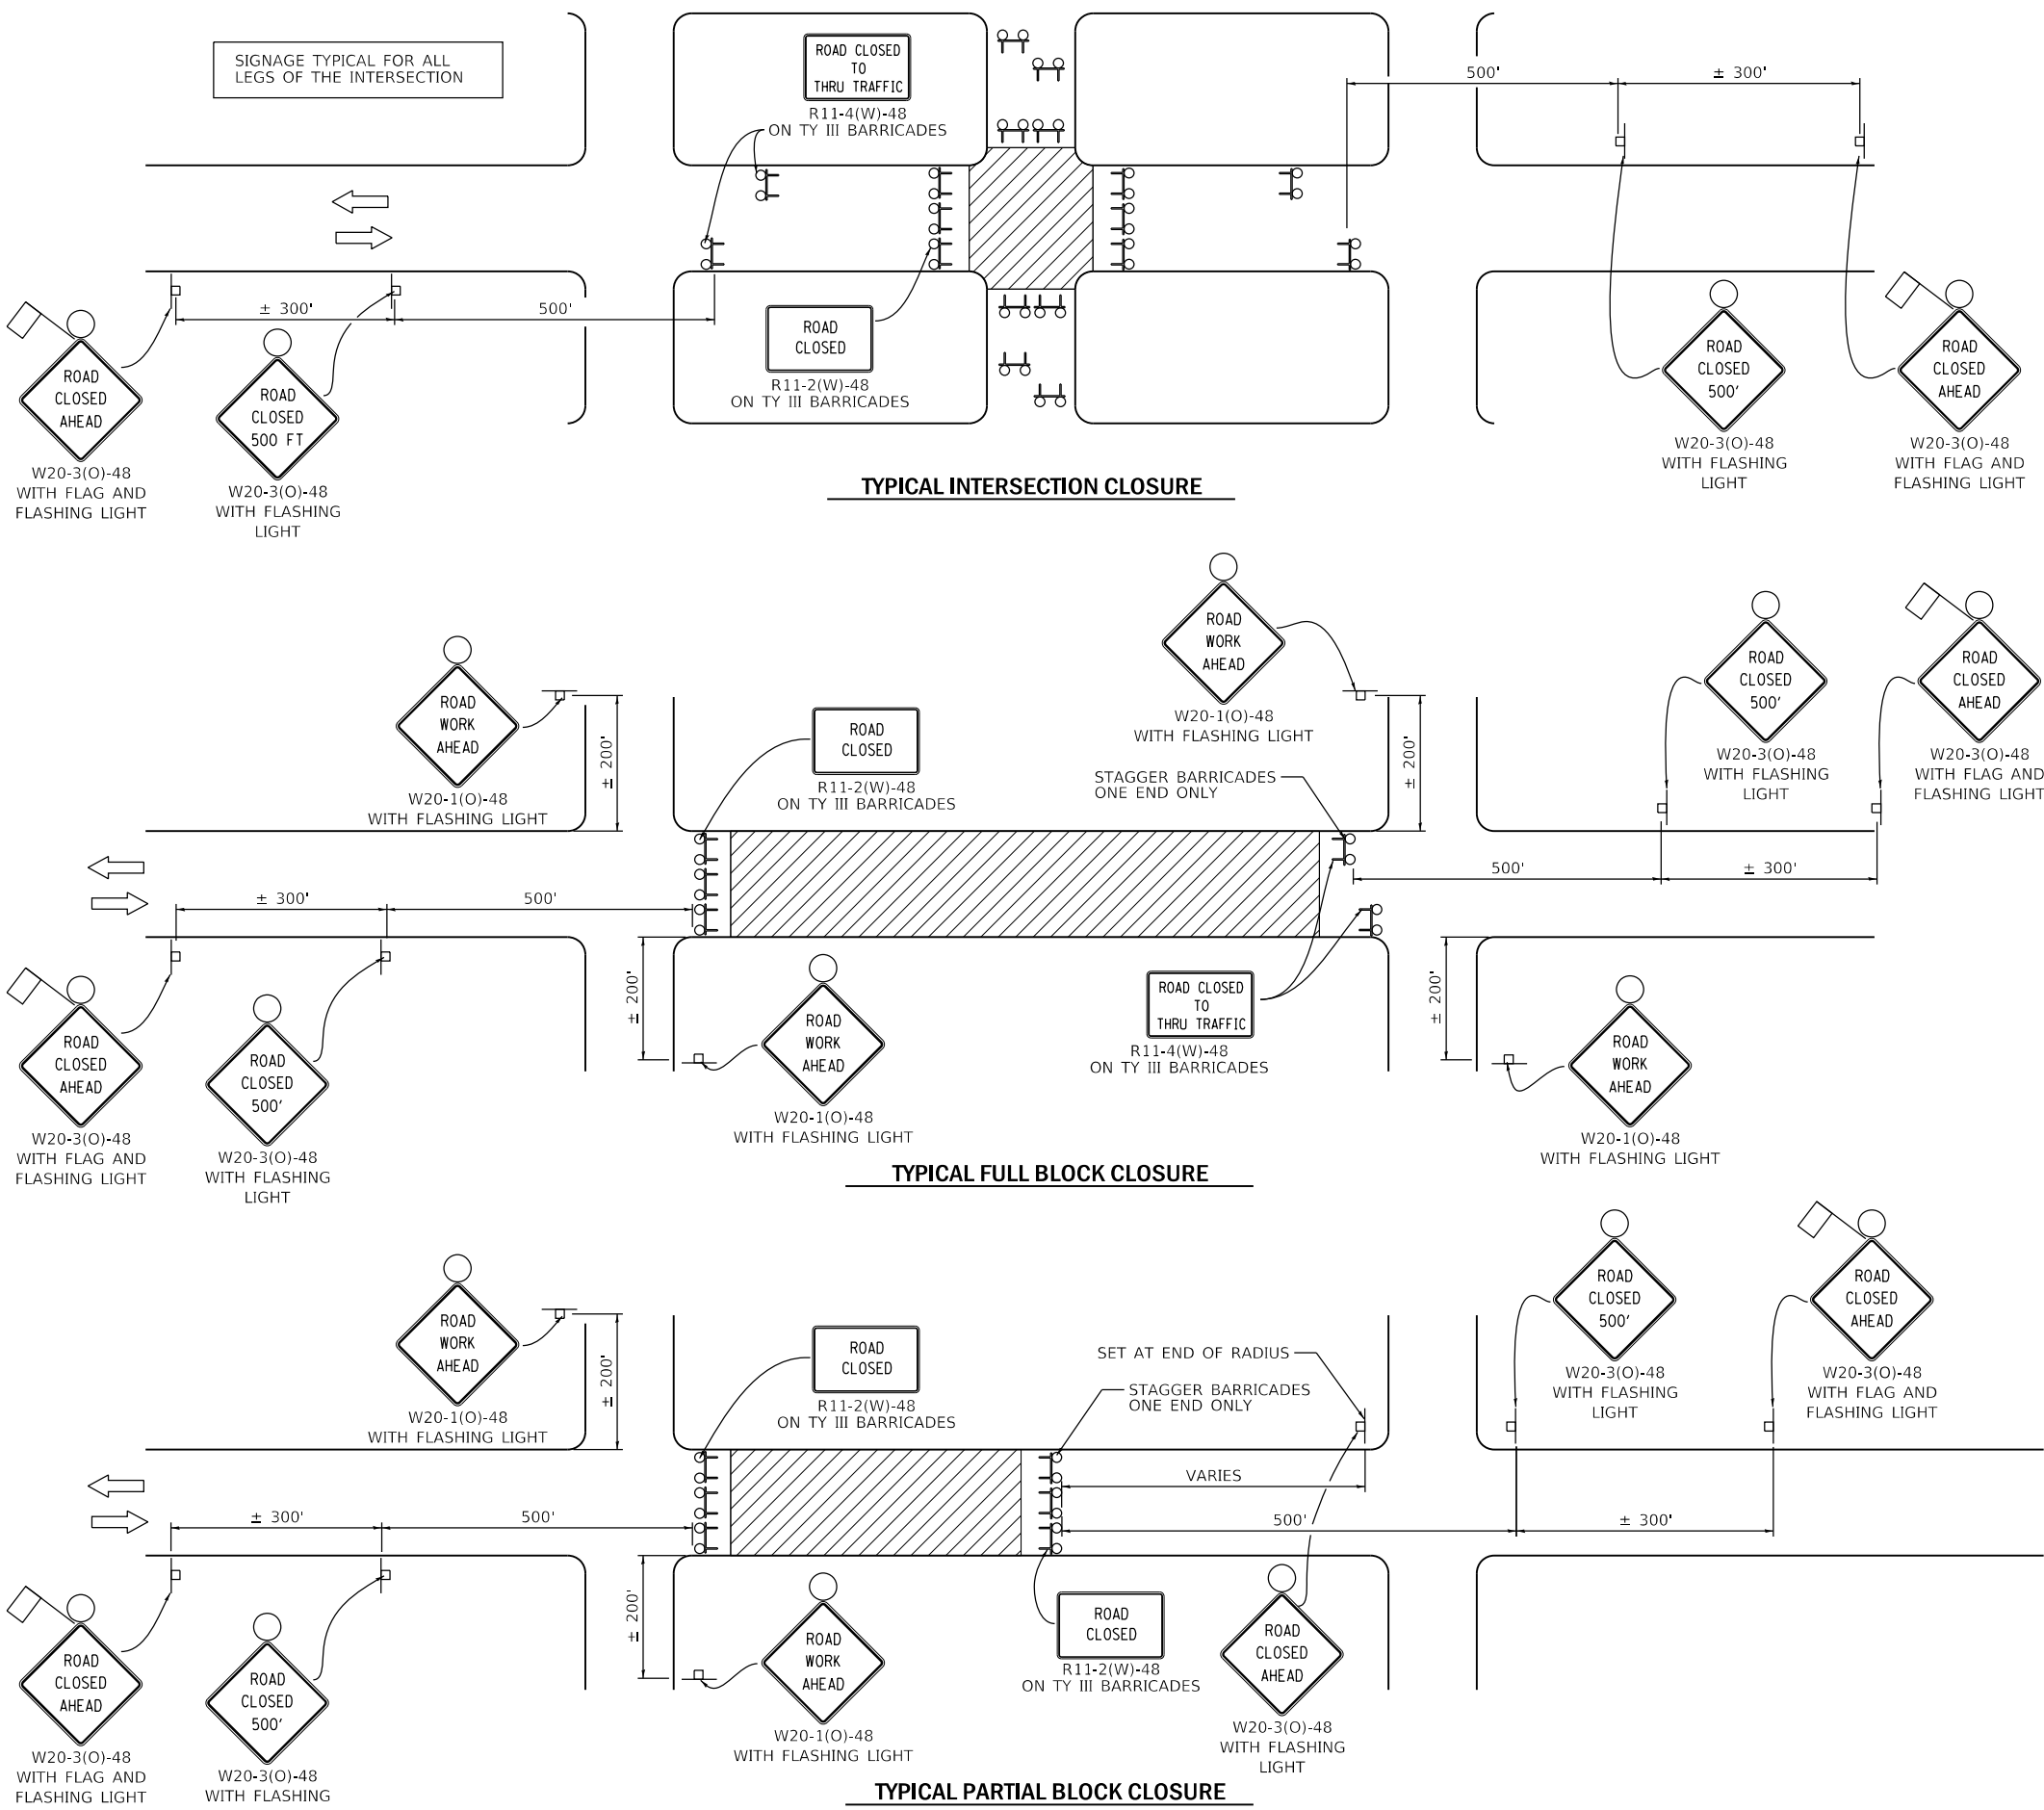 SIGNAGE TYPICAL FOR ALL
LEGS OF THE INTERSECTION
ROAD CLOSED
TO
THRU TRAFFIC
R11-4(W)-48
ON TY III BARRICADES
500'
± 300'
± 300'
500'
ROAD
CLOSED
AHEAD
W20-3(O)-48
WITH FLAG AND
FLASHING LIGHT
ROAD
CLOSED
500 FT
W20-3(O)-48
WITH FLASHING
LIGHT
ROAD
CLOSED
R11-2(W)-48
ON TY III BARRICADES
ROAD
CLOSED
500'
W20-3(O)-48
WITH FLASHING
LIGHT
ROAD
CLOSED
AHEAD
W20-3(O)-48
WITH FLAG AND
FLASHING LIGHT
TYPICAL INTERSECTION CLOSURE
ROAD
WORK
AHEAD
W20-1(O)-48
WITH FLASHING LIGHT
± 200'
ROAD
CLOSED
R11-2(W)-48
ON TY III BARRICADES
ROAD
WORK
AHEAD
W20-1(O)-48
WITH FLASHING LIGHT
STAGGER BARRICADES
ONE END ONLY
± 200'
ROAD
CLOSED
500'
W20-3(O)-48
WITH FLASHING
LIGHT
ROAD
CLOSED
AHEAD
W20-3(O)-48
WITH FLAG AND
FLASHING LIGHT
500'
± 300'
± 300'
500'
ROAD
CLOSED
AHEAD
W20-3(O)-48
WITH FLAG AND
FLASHING LIGHT
ROAD
CLOSED
500'
W20-3(O)-48
WITH FLASHING
LIGHT
± 200'
ROAD
WORK
AHEAD
W20-1(O)-48
WITH FLASHING LIGHT
ROAD CLOSED
TO
THRU TRAFFIC
R11-4(W)-48
ON TY III BARRICADES
± 200'
ROAD
WORK
AHEAD
W20-1(O)-48
WITH FLASHING LIGHT
TYPICAL FULL BLOCK CLOSURE
ROAD
WORK
AHEAD
W20-1(O)-48
WITH FLASHING LIGHT
± 200'
ROAD
CLOSED
R11-2(W)-48
ON TY III BARRICADES
SET AT END OF RADIUS
STAGGER BARRICADES
ONE END ONLY
ROAD
CLOSED
500'
W20-3(O)-48
WITH FLASHING
LIGHT
ROAD
CLOSED
AHEAD
W20-3(O)-48
WITH FLAG AND
FLASHING LIGHT
VARIES
± 300'
500'
500'
± 300'
ROAD
CLOSED
AHEAD
W20-3(O)-48
WITH FLAG AND
FLASHING LIGHT
ROAD
CLOSED
500'
W20-3(O)-48
WITH FLASHING
± 200'
ROAD
WORK
AHEAD
W20-1(O)-48
WITH FLASHING LIGHT
ROAD
CLOSED
R11-2(W)-48
ON TY III BARRICADES
ROAD
CLOSED
AHEAD
W20-3(O)-48
WITH FLASHING
LIGHT
TYPICAL PARTIAL BLOCK CLOSURE